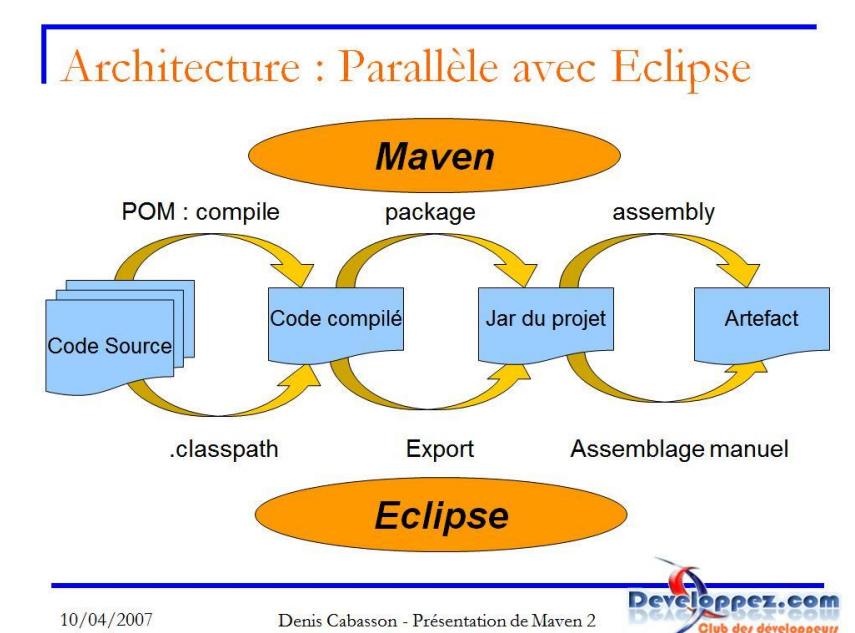 Architecture : Parallèle avec Eclipse
Maven
POM : compile
package
assembly
Code Source
Code compilé
Jar du projet
Artefact
.classpath
Export
Assemblage manuel
Eclipse
10/04/2007
Denis Cabasson - Présentation de Maven 2
Developpez.com
Club des développeurs